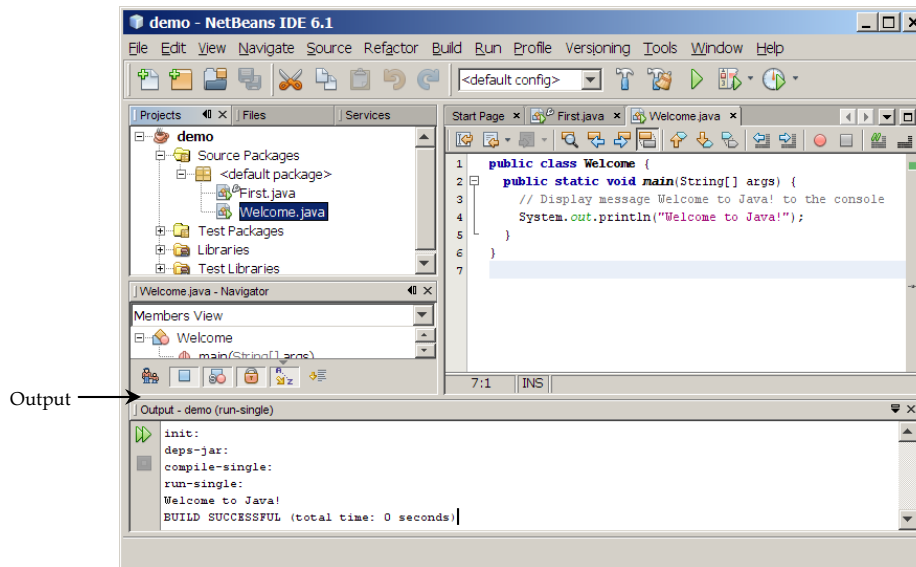 demo - NetBeans IDE 6.1
File Edit View Navigate Source Refactor Build Run Profile Versioning Tools Window Help
<default config>
Projects Files Services
demo
Source Packages
<default package>
First.java
Welcome.java
Test Packages
Libraries
Test Libraries
Start Page First.java Welcome.java
1 public class Welcome {
2 public static void main(String[] args) {
3 // Display message Welcome to Java! to the console
4 System.out.println("Welcome to Java!");
5 }
6 }
7
Welcome.java - Navigator
Members View
Welcome
main(String[] args)
7:1 INS
Output
Output - demo (run-single)
init:
deps-jar:
compile-single:
run-single:
Welcome to Java!
BUILD SUCCESSFUL (total time: 0 seconds)